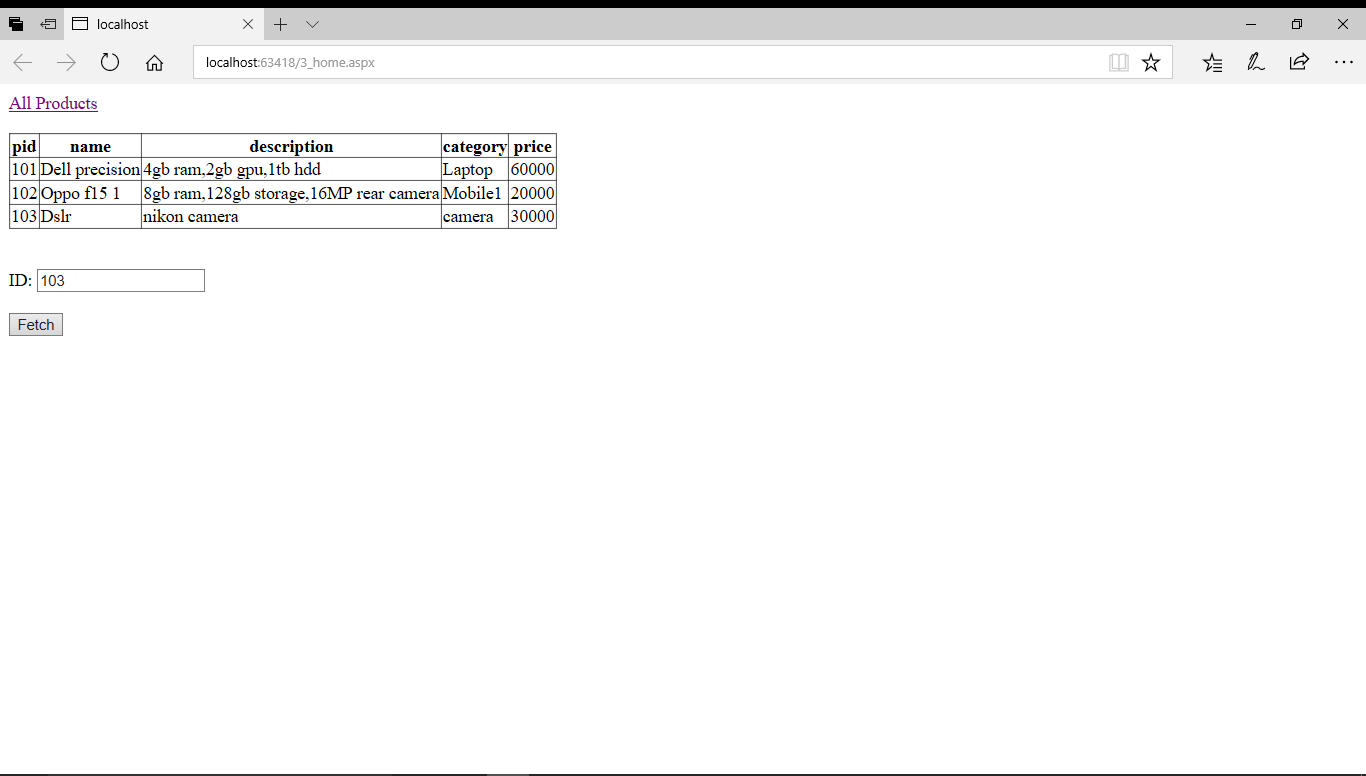 localhost
localhost:63418/3_home.aspx
All Products
pid name description category price
101 Dell precision 4gb ram,2gb gpu,1tb hdd Laptop 60000
102 Oppo f15 1 8gb ram,128gb storage,16MP rear camera Mobile1 20000
103 Dslr nikon camera camera 30000
ID: 103
Fetch